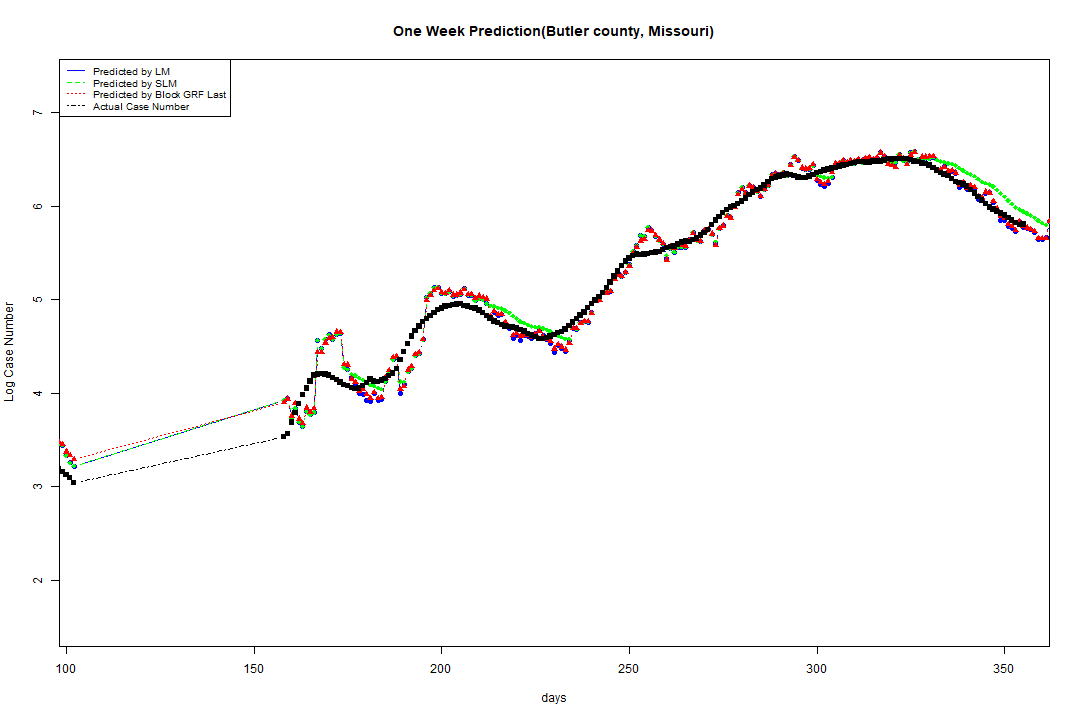 One Week Prediction(Butler county, Missouri)
Predicted by LM
Predicted by SLM
Predicted by Block GRF Last
Actual Case Number
Log Case Number
7
6
5
4
3
2
100 150 200 250 300 350
days